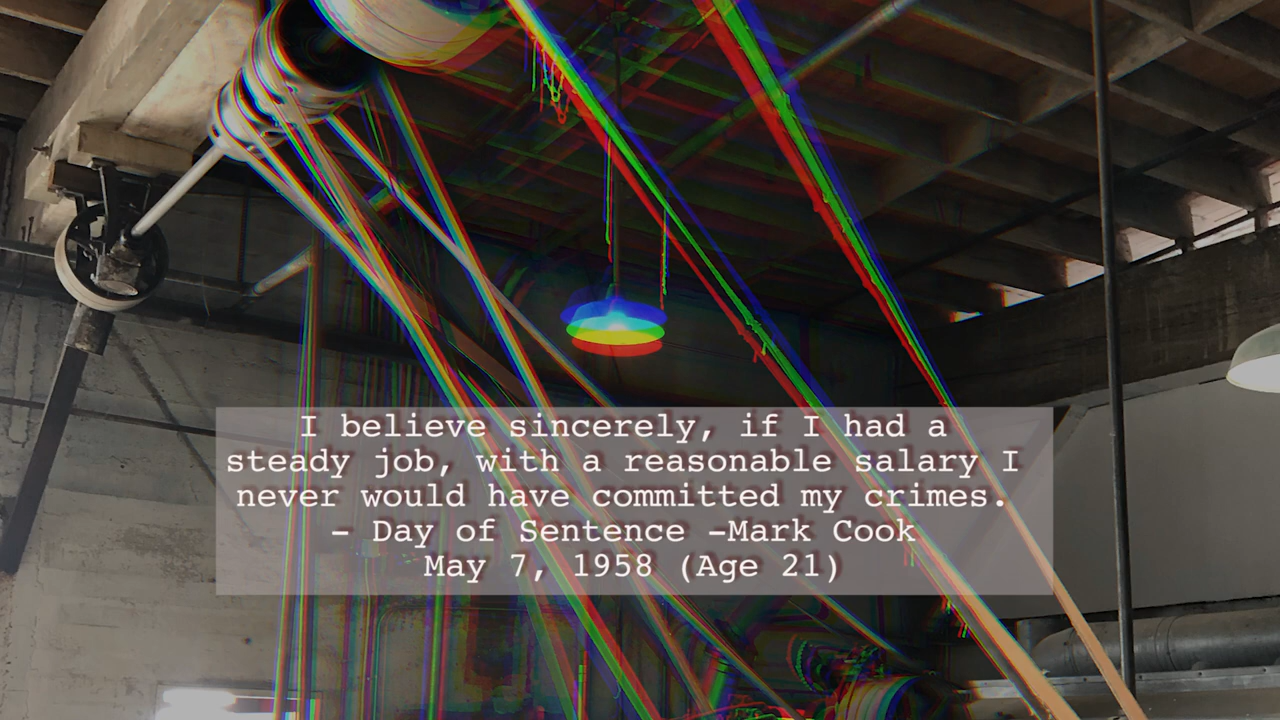 I believe sincerely, if I had a
steady job, with a reasonable salary I
never would have committed my crimes.
- Day of Sentence -Mark Cook
May 7, 1958 (Age 21)